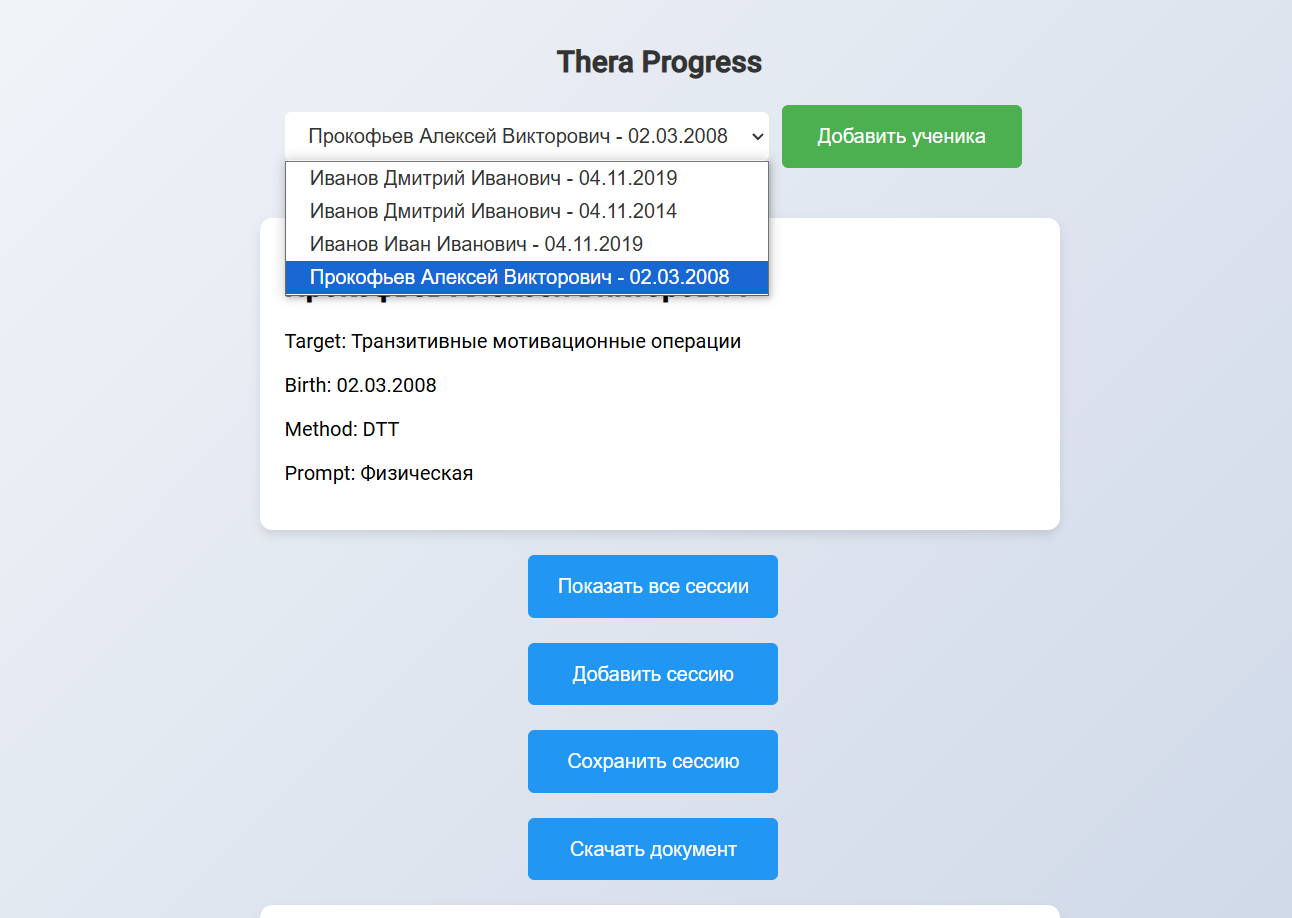 Thera Progress
Прокофьев Алексей Викторович - 02.03.2008
Добавить ученика
Иванов Дмитрий Иванович - 04.11.2019
Иванов Дмитрий Иванович - 04.11.2014
Иванов Иван Иванович - 04.11.2019
Прокофьев Алексей Викторович - 02.03.2008
Target: Транзитивные мотивационные операции
Birth: 02.03.2008
Method: DTT
Prompt: Физическая
Показать все сессии
Добавить сессию
Сохранить сессию
Скачать документ